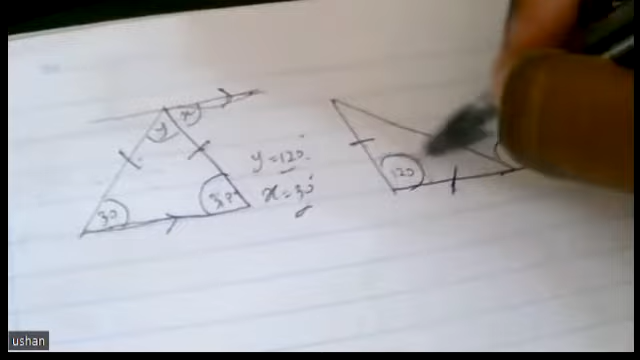 y x
y = 120°
30 30
x = 30°
120
ushan